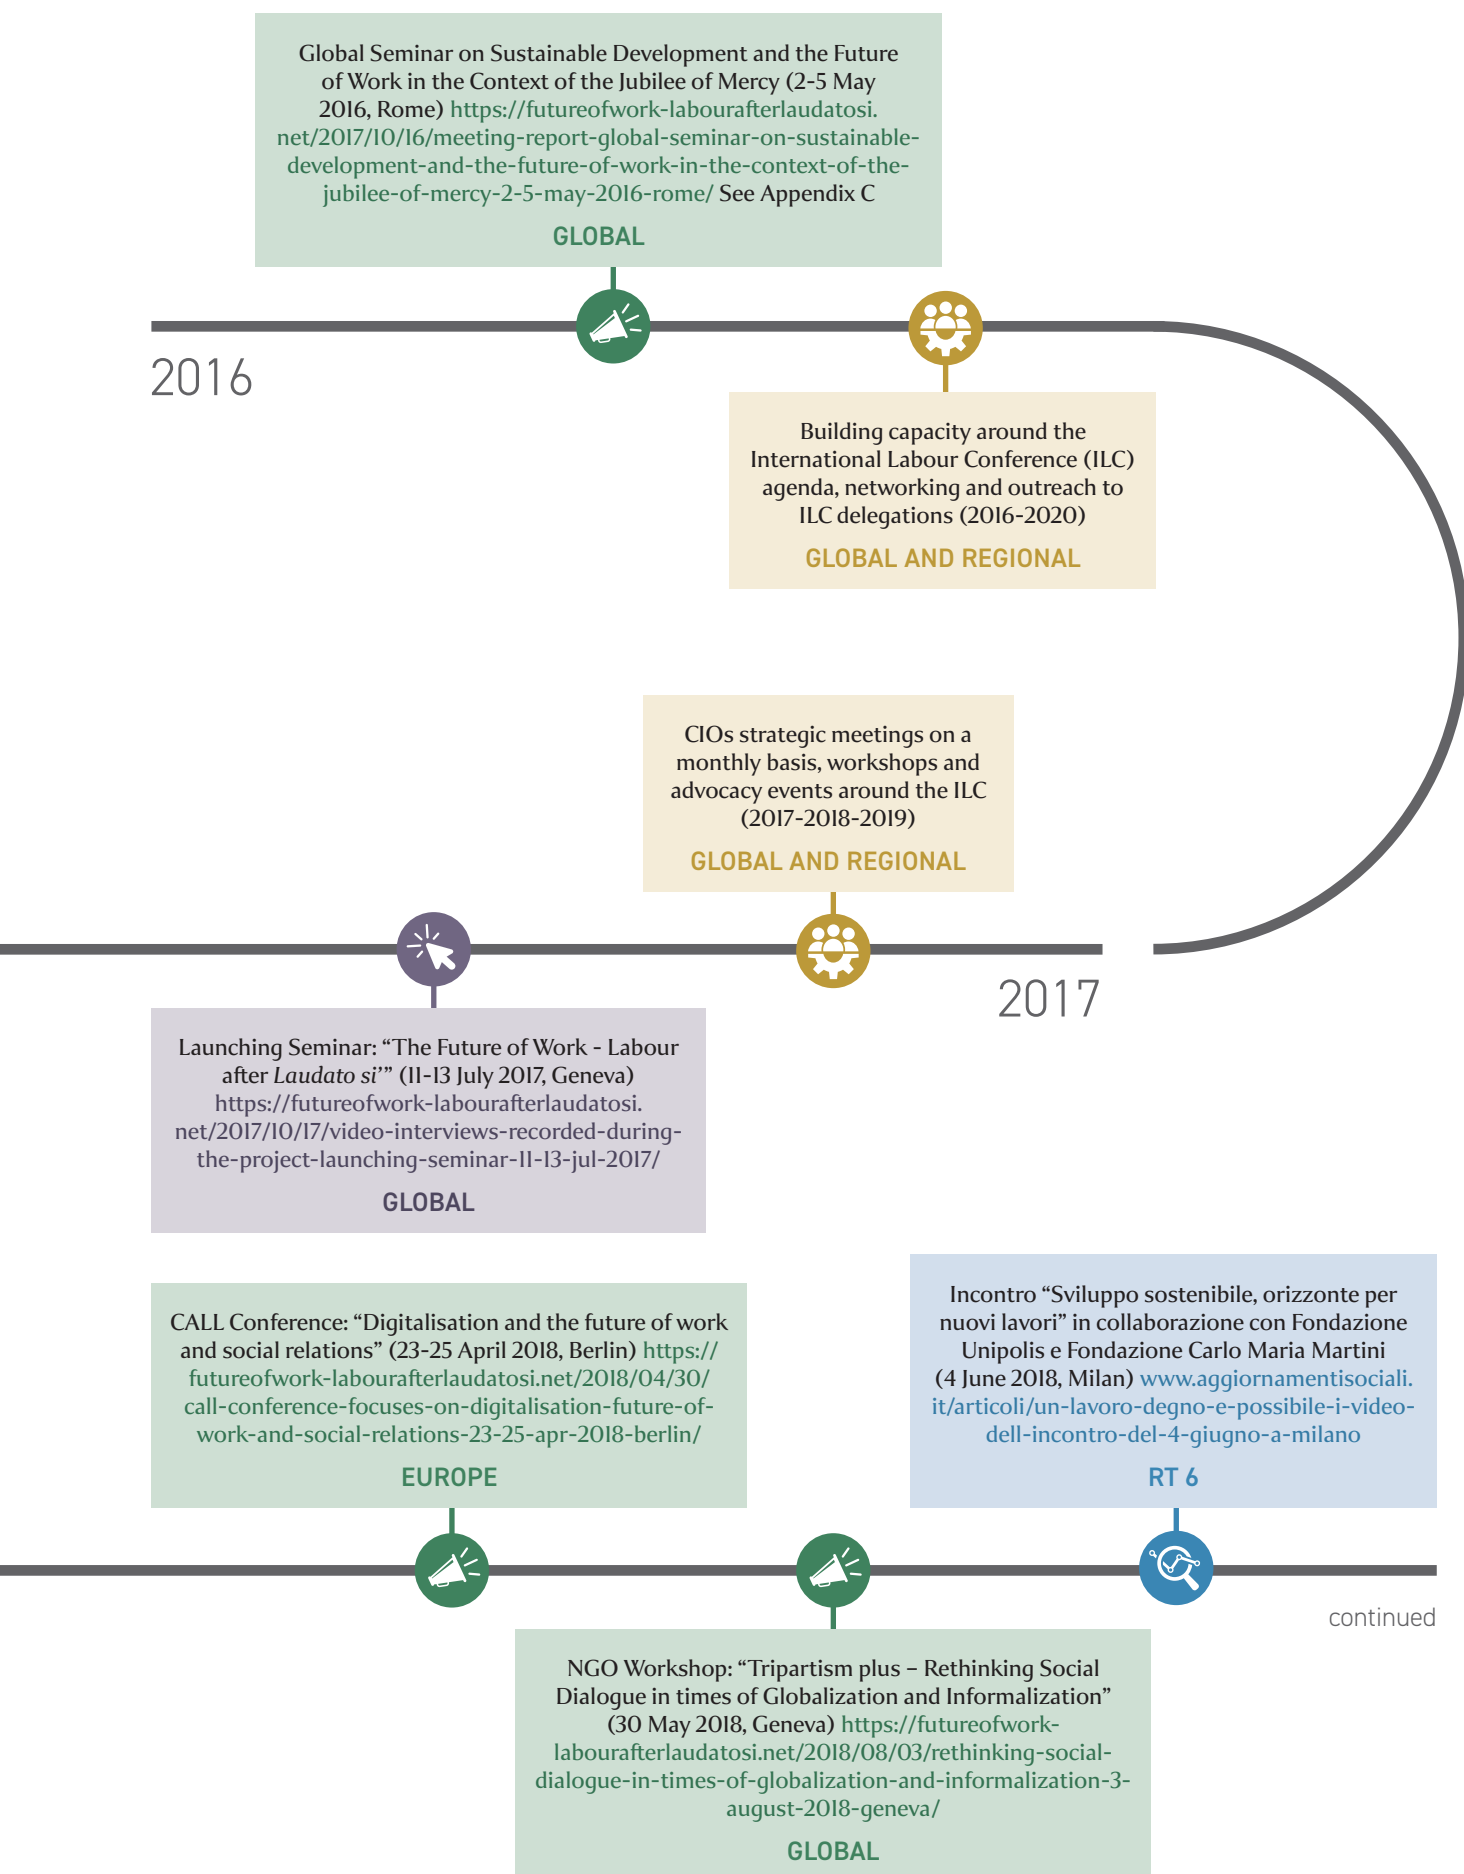 Global Seminar on Sustainable Development and the Future
of Work in the Context of the Jubilee of Mercy (2-5 May
2016, Rome) https://futureofwork-labourafterlaudatosi.
net/2017/10/16/meeting-report-global-seminar-on-sustainable-
development-and-the-future-of-work-in-the-context-of-the-
jubilee-of-mercy-2-5-may-2016-rome/ See Appendix C
GLOBAL
2016
Building capacity around the
International Labour Conference (ILC)
agenda, networking and outreach to
ILC delegations (2016-2020)
GLOBAL AND REGIONAL
CIOs strategic meetings on a
monthly basis, workshops and
advocacy events around the ILC
(2017-2018-2019)
GLOBAL AND REGIONAL
2017
Launching Seminar: “The Future of Work - Labour
after Laudato si’” (11-13 July 2017, Geneva)
https://futureofwork-labourafterlaudatosi.
net/2017/10/17/video-interviews-recorded-during-
the-project-launching-seminar-11-13-jul-2017/
GLOBAL
CALL Conference: “Digitalisation and the future of work
and social relations” (23-25 April 2018, Berlin) https://
futureofwork-labourafterlaudatosi.net/2018/04/30/
call-conference-focuses-on-digitalisation-future-of-
work-and-social-relations-23-25-apr-2018-berlin/
EUROPE
Incontro “Sviluppo sostenibile, orizzonte per
nuovi lavori” in collaborazione con Fondazione
Unipolis e Fondazione Carlo Maria Martini
(4 June 2018, Milan) www.aggiornamentisociali.
it/articoli/un-lavoro-degno-e-possibile-i-video-
dell-incontro-del-4-giugno-a-milano
RT 6
continued
NGO Workshop: “Tripartism plus – Rethinking Social
Dialogue in times of Globalization and Informalization”
(30 May 2018, Geneva) https://futureofwork-
labourafterlaudatosi.net/2018/08/03/rethinking-social-
dialogue-in-times-of-globalization-and-informalization-3-
august-2018-geneva/
GLOBAL